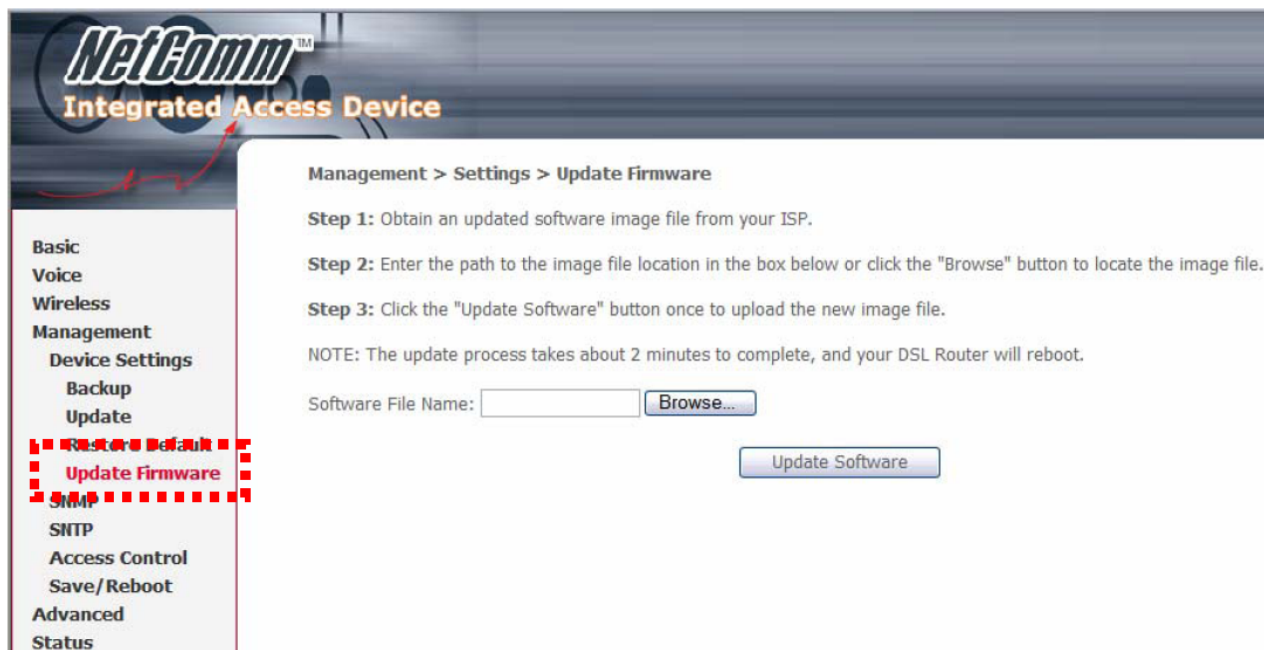 NetComm™
Integrated Access Device
Management > Settings > Update Firmware
Step 1: Obtain an updated software image file from your ISP.
Step 2: Enter the path to the image file location in the box below or click the "Browse" button to locate the image file.
Step 3: Click the "Update Software" button once to upload the new image file.
NOTE: The update process takes about 2 minutes to complete, and your DSL Router will reboot.
Software File Name: Browse...
Update Software
Basic
Voice
Wireless
Management
Device Settings
Backup
Update
Restore Default
Update Firmware
SNMP
SNTP
Access Control
Save/Reboot
Advanced
Status